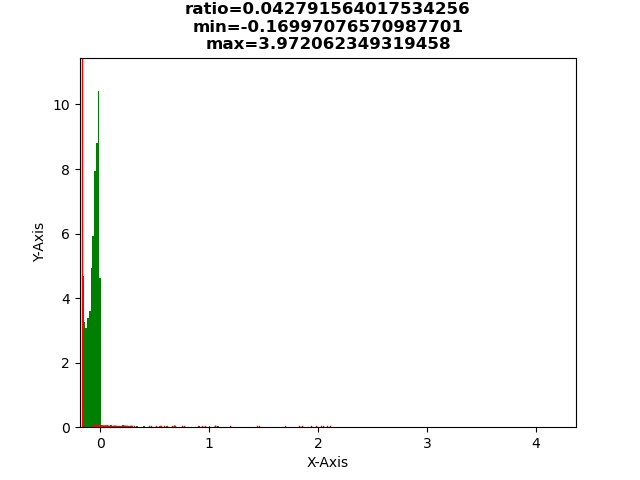 ratio=0.042791564017534256
min=-0.16997076570987701
max=3.972062349319458
10
8
6
4
2
0
Y-Axis
0 1 2 3 4
X-Axis